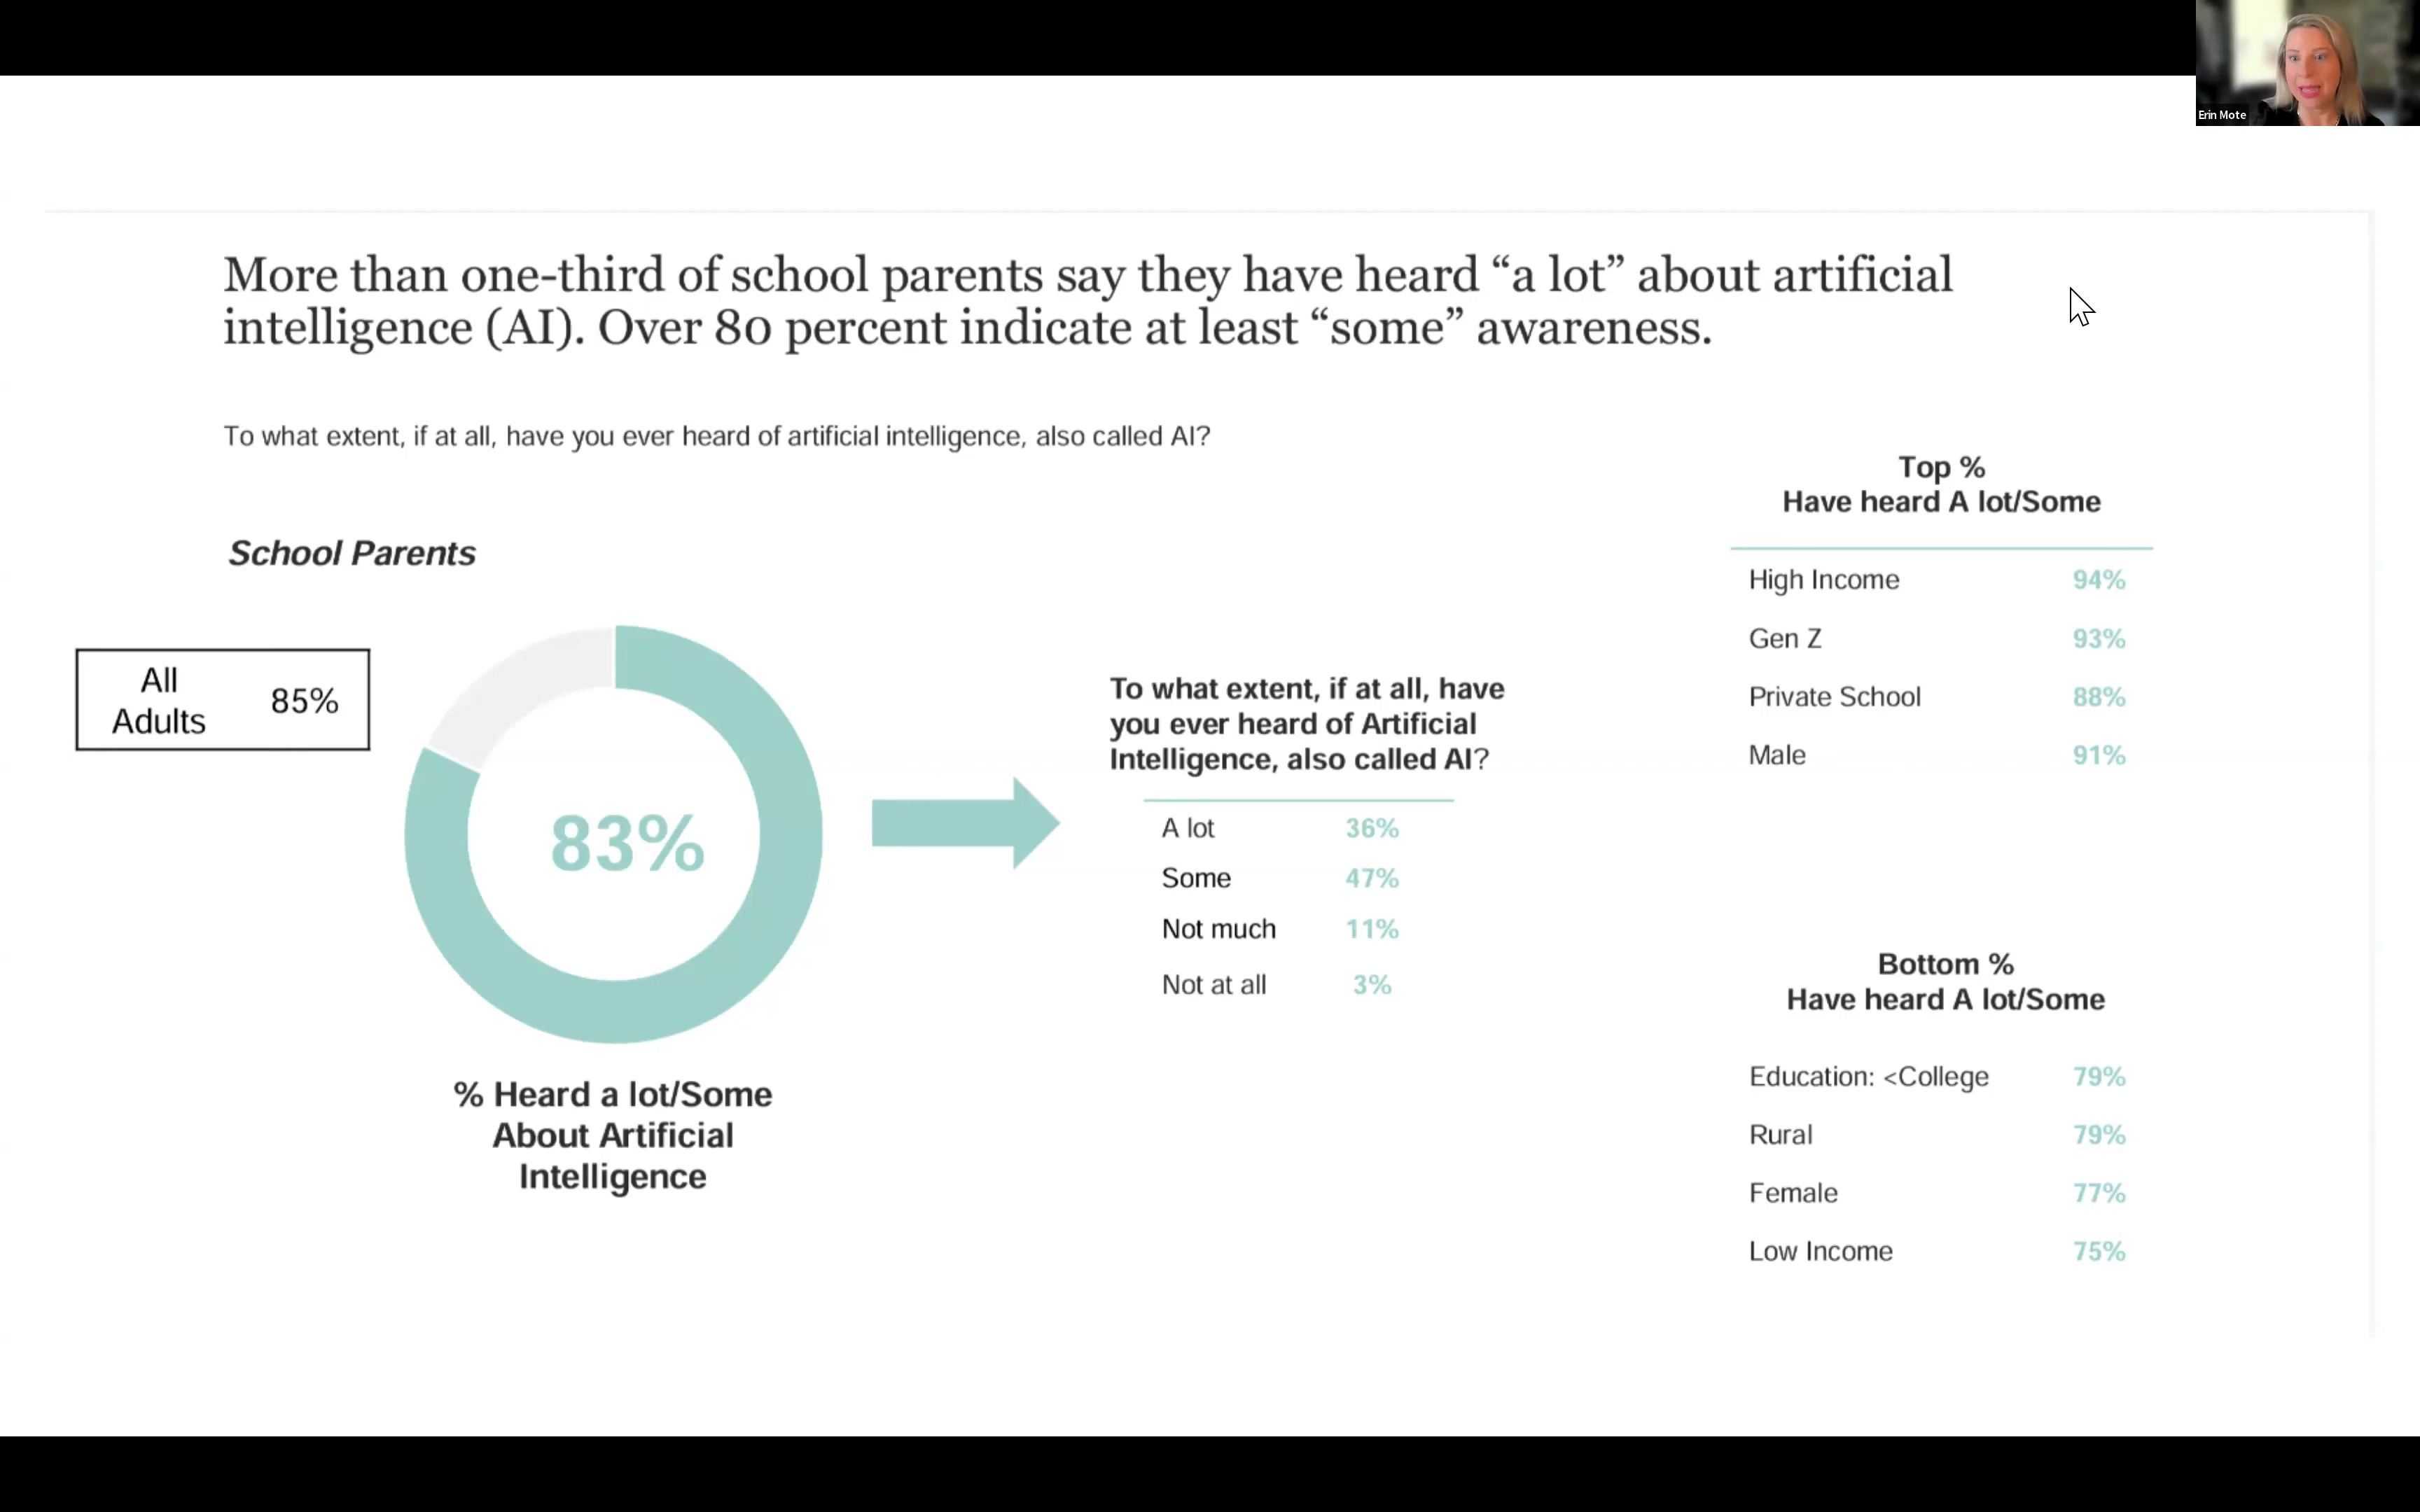 Erin Mote
More than one-third of school parents say they have heard “a lot” about artificial
intelligence (AI). Over 80 percent indicate at least “some” awareness.
To what extent, if at all, have you ever heard of artificial intelligence, also called AI?
School Parents
All
Adults
85%
83%
% Heard a lot/Some
About Artificial
Intelligence
To what extent, if at all, have
you ever heard of Artificial
Intelligence, also called AI?
A lot 36%
Some 47%
Not much 11%
Not at all 3%
Top %
Have heard A lot/Some
High Income 94%
Gen Z 93%
Private School 88%
Male 91%
Bottom %
Have heard A lot/Some
Education: <College 79%
Rural 79%
Female 77%
Low Income 75%